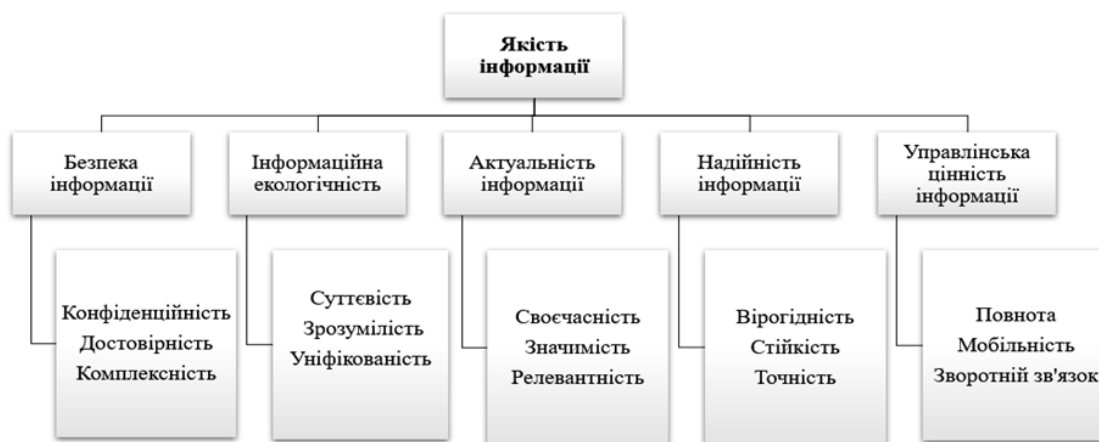 Якість
інформації
Безпека
інформації
Інформаційна
екологічність
Актуальність
інформації
Надійність
інформації
Управлінська
цінність
інформації
Конфіденційність
Достовірність
Комплексність
Суттєвість
Зрозумілість
Уніфікованість
Своєчасність
Значимість
Релевантність
Вірогідність
Стійкість
Точність
Повнота
Мобільність
Зворотній зв'язок